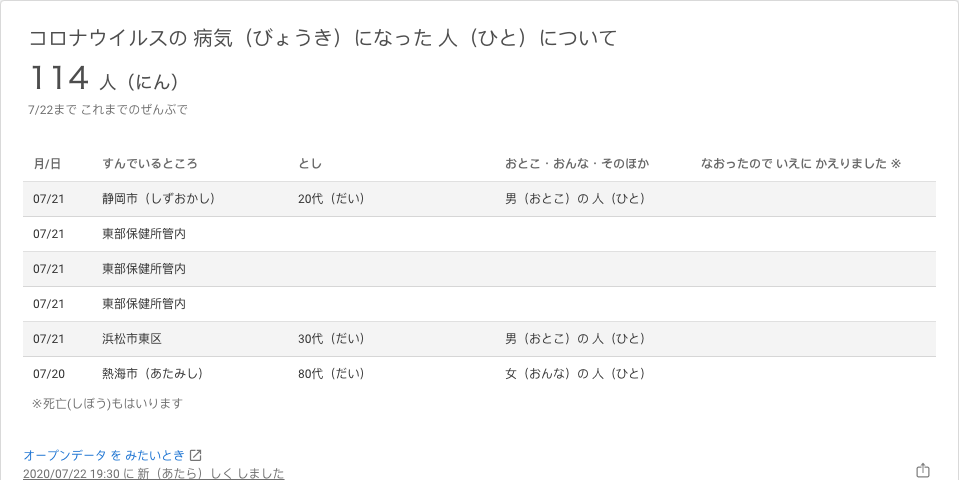 コロナウイルスの 病気（びょうき）になった 人（ひと）について
114 人（にん）
7/22まで これまでのぜんぶで
月/日 すんでいるところ とし おとこ・おんな・そのほか なおったので いえに かえりました ※
07/21 静岡市（しずおかし） 20代（だい） 男（おとこ）の 人（ひと）
07/21 東部保健所管内
07/21 東部保健所管内
07/21 東部保健所管内
07/21 浜松市東区 30代（だい） 男（おとこ）の 人（ひと）
07/20 熱海市（あたみし） 80代（だい） 女（おんな）の 人（ひと）
※死亡(しぼう)もはいります
オープンデータ を みたいとき
2020/07/22 19:30 に 新（あたら）しく しました